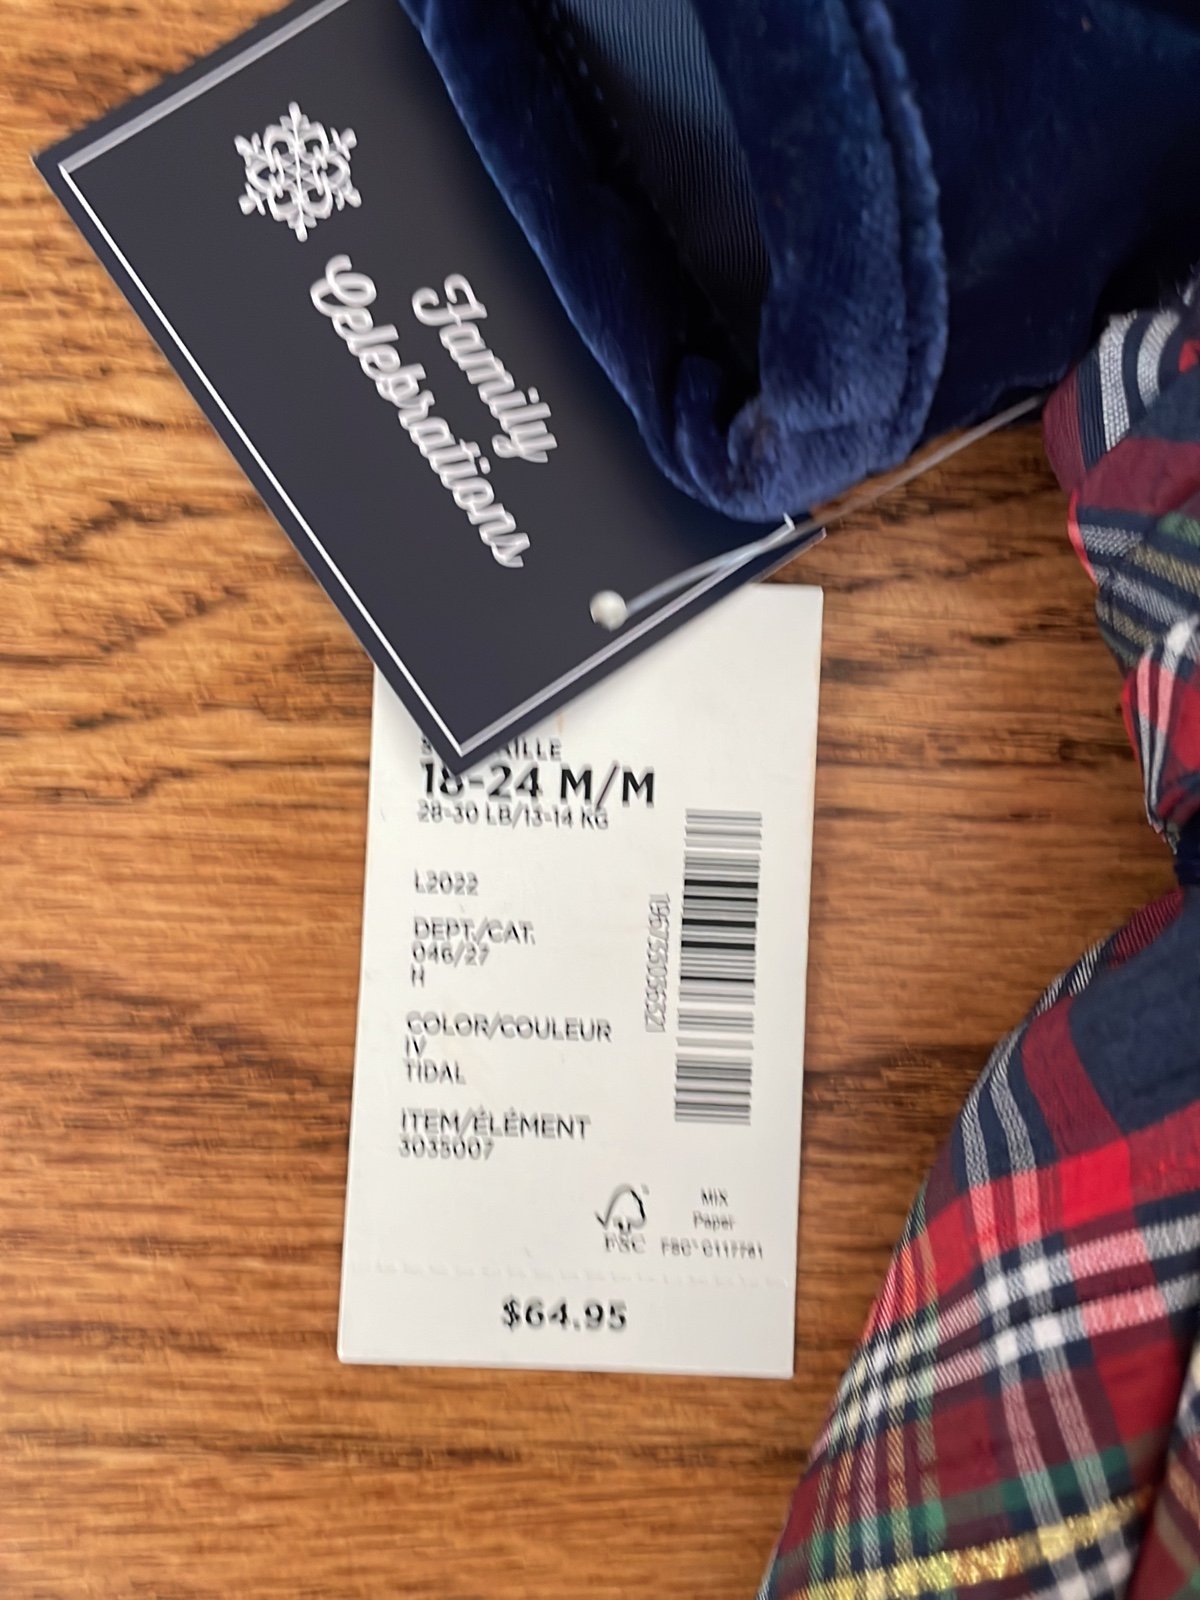 Family
Celebrations
18-24 M/M
28-30 LB/13-14 KG
L2022
DEPT./CAT.
046/27
H
COLOR/COULEUR
IV
TIDAL
ITEM/ÉLÉMENT
3035007
MIX
Paper
FSC
$64.95